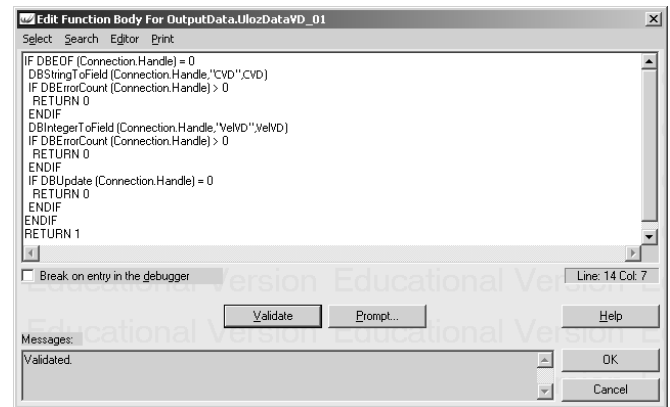 Edit Function Body For OutputData.UlozDataVD_01
Select Search Editor Print
IF DBEOF (Connection.Handle) = 0
DBStringToField (Connection.Handle,"CVD",CVD)
IF DBErrorCount (Connection.Handle) > 0
RETURN 0
ENDIF
DBIntegerToField (Connection.Handle,"VelVD",VelVD)
IF DBErrorCount (Connection.Handle) > 0
RETURN 0
ENDIF
IF DBUpdate (Connection.Handle) = 0
RETURN 0
ENDIF
ENDIF
RETURN 1
Break on entry in the debugger
Line: 14 Col: 7
Educational Version Educational Version
Validate Prompt... Help
Educational Version Educational Version
Messages:
Validated.
OK
Cancel